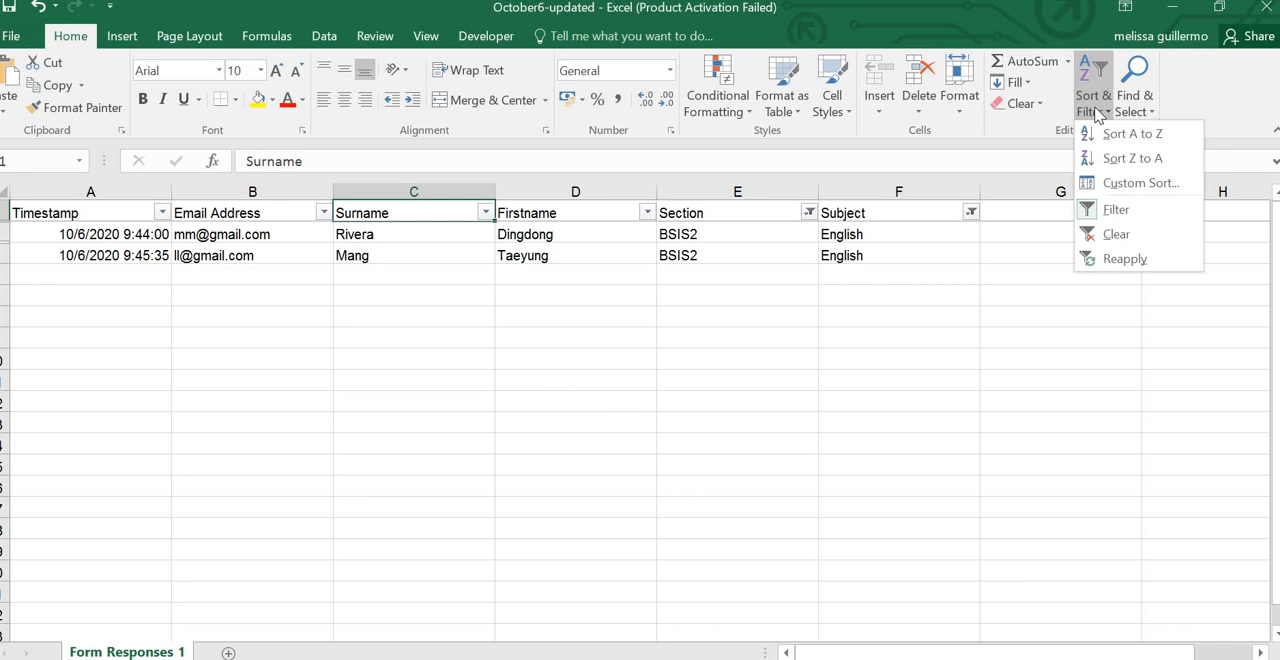 October6-updated - Excel (Product Activation Failed)
File Home Insert Page Layout Formulas Data Review View Developer Tell me what you want to do... melissa guillermo Share
Cut
Copy
Format Painter
Clipboard
Arial 10
B I U
Font
Wrap Text
Merge & Center
Alignment
General
% ,
Number
Conditional Formatting
Format as Table
Cell Styles
Styles
Insert Delete Format
Cells
AutoSum
Fill
Clear
Sort & Filter
Find & Select
Sort A to Z
Sort Z to A
Custom Sort...
Filter
Clear
Reapply
fx Surname
A B C D E F G H
Timestamp Email Address Surname Firstname Section Subject
10/6/2020 9:44:00 mm@gmail.com Rivera Dingdong BSIS2 English
10/6/2020 9:45:35 ll@gmail.com Mang Taeyung BSIS2 English
Form Responses 1